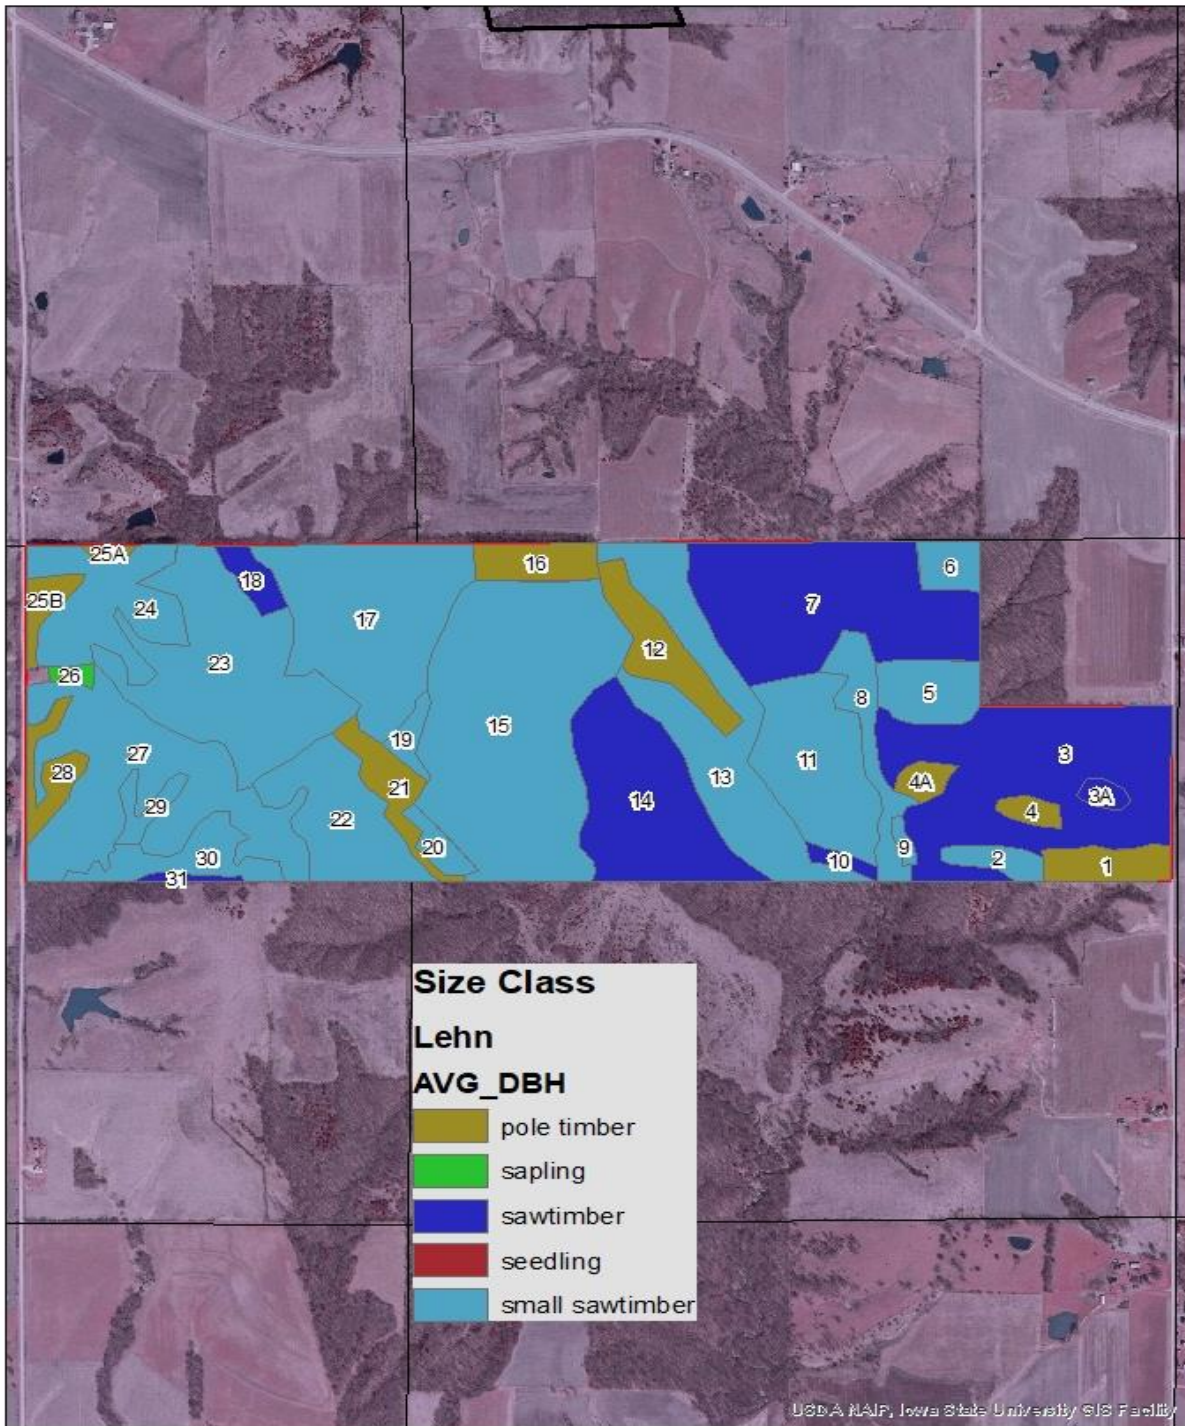 25A
16
6
18
7
25B
24
17
12
23
26
5
8
15
19
27
3
11
28
13
4A
21
14
3A
29
4
22
20
9
30
10
2
1
31
Size Class
Lehn
AVG_DBH
pole timber
sapling
sawtimber
seedling
small sawtimber
USDA NAIP, Iowa State University GIS Facility